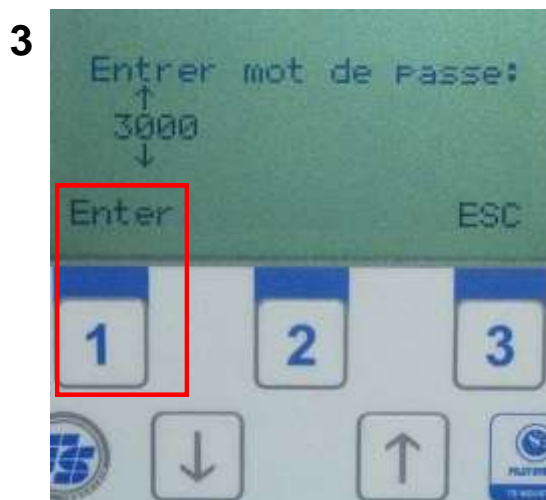 3
Entrer mot de passe:
↑
3000
↓
Enter ESC
1 2 3
↓ ↑